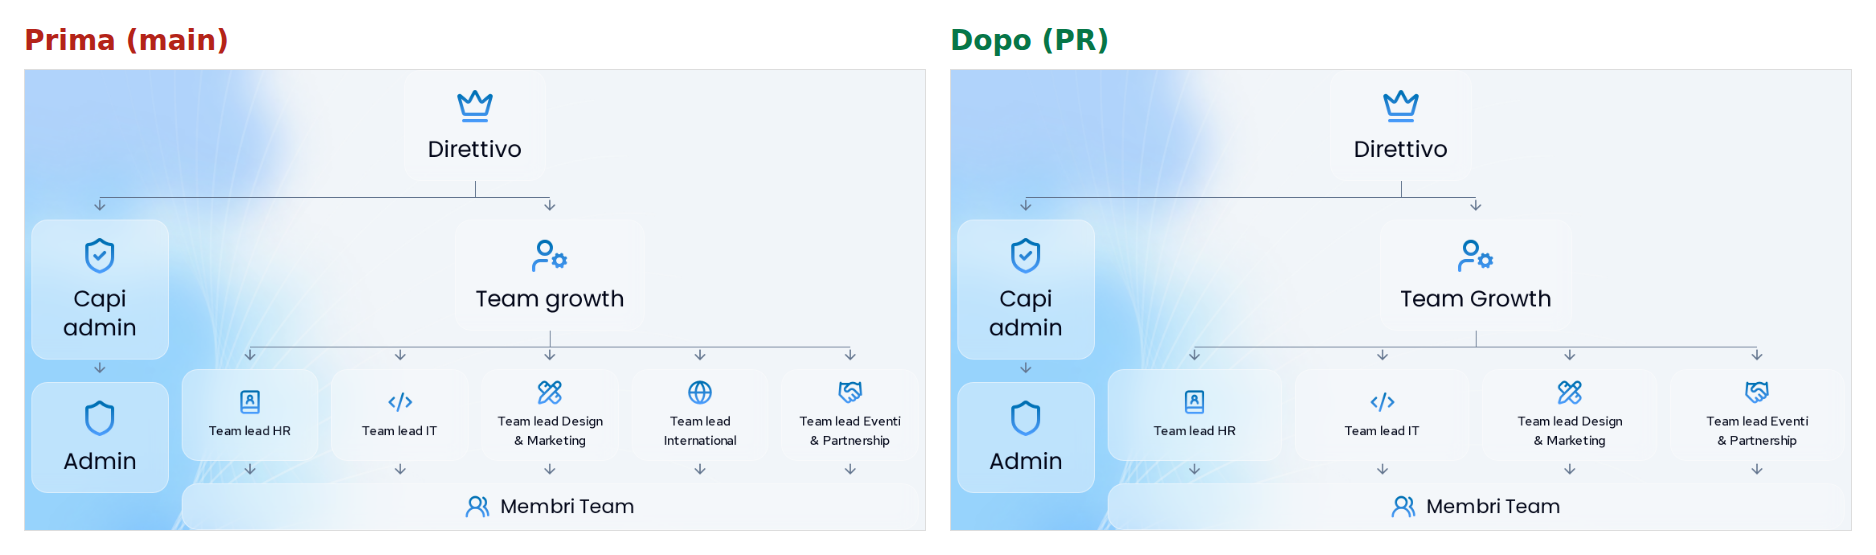 Prima (main)
Direttivo
Capi
admin
Team growth
Admin
Team lead HR
Team lead IT
Team lead Design
& Marketing
Team lead
International
Team lead Eventi
& Partnership
Membri Team
Dopo (PR)
Direttivo
Capi
admin
Team Growth
Admin
Team lead HR
Team lead IT
Team lead Design
& Marketing
Team lead Eventi
& Partnership
Membri Team